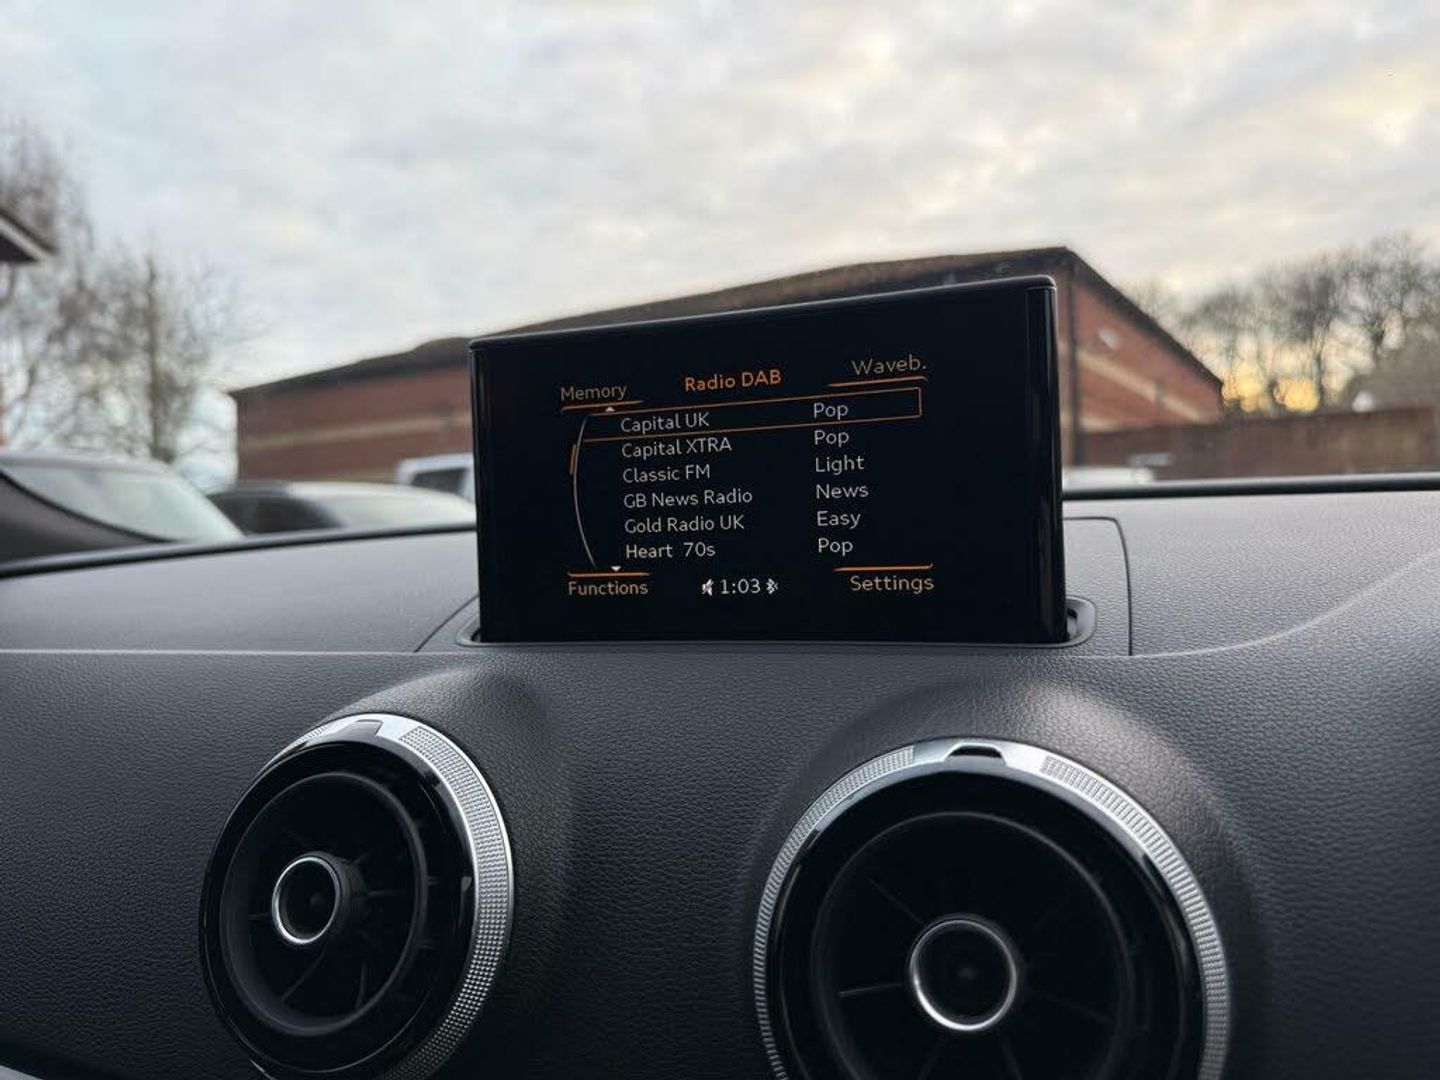 Memory Radio DAB Waveb.
Capital UK Pop
Capital XTRA Pop
Classic FM Light
GB News Radio News
Gold Radio UK Easy
Heart 70s Pop
Functions 1:03 Settings